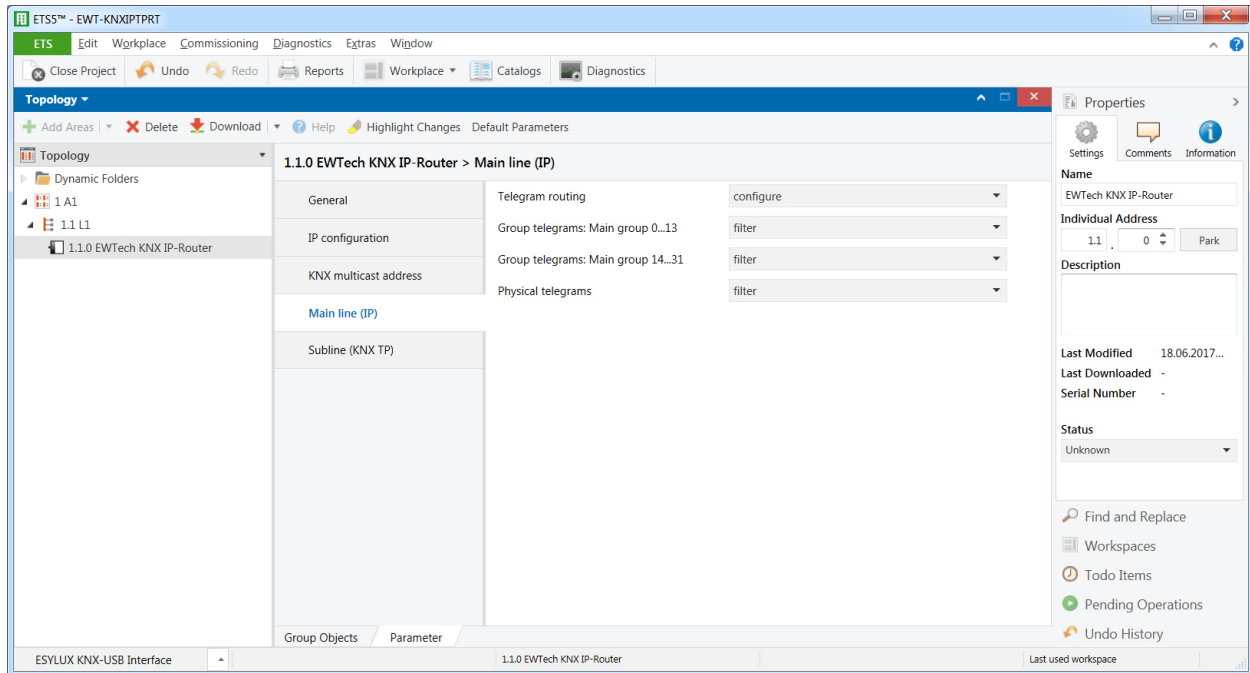 ETS5™ - EWT-KNXIPTPRT
ETS Edit Workplace Commissioning Diagnostics Extras Window
Close Project Undo Redo Reports Workplace Catalogs Diagnostics
Topology
Add Areas Delete Download Help Highlight Changes Default Parameters
Topology
Dynamic Folders
1 A1
1.1 L1
1.1.0 EWTech KNX IP-Router
1.1.0 EWTech KNX IP-Router > Main line (IP)
General
IP configuration
KNX multicast address
Main line (IP)
Subline (KNX TP)
Telegram routing configure
Group telegrams: Main group 0...13 filter
Group telegrams: Main group 14...31 filter
Physical telegrams filter
Group Objects Parameter
Properties
Settings Comments Information
Name
EWTech KNX IP-Router
Individual Address
1.1 . 0 Park
Description
Last Modified 18.06.2017...
Last Downloaded -
Serial Number -
Status
Unknown
Find and Replace
Workspaces
Todo Items
Pending Operations
Undo History
ESYLUX KNX-USB Interface 1.1.0 EWTech KNX IP-Router Last used workspace